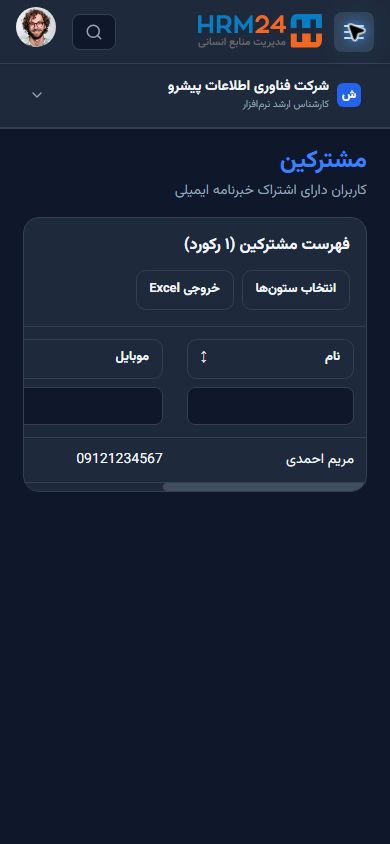 HRM24
مدیریت منابع انسانی
ش
شرکت فناوری اطلاعات پیشرو
کارشناس ارشد نرم‌افزار
مشترکین
کاربران دارای اشتراک خبرنامه ایمیلی
فهرست مشترکین (۱ رکورد)
انتخاب ستون‌ها خروجی Excel
نام موبایل
مریم احمدی 09121234567